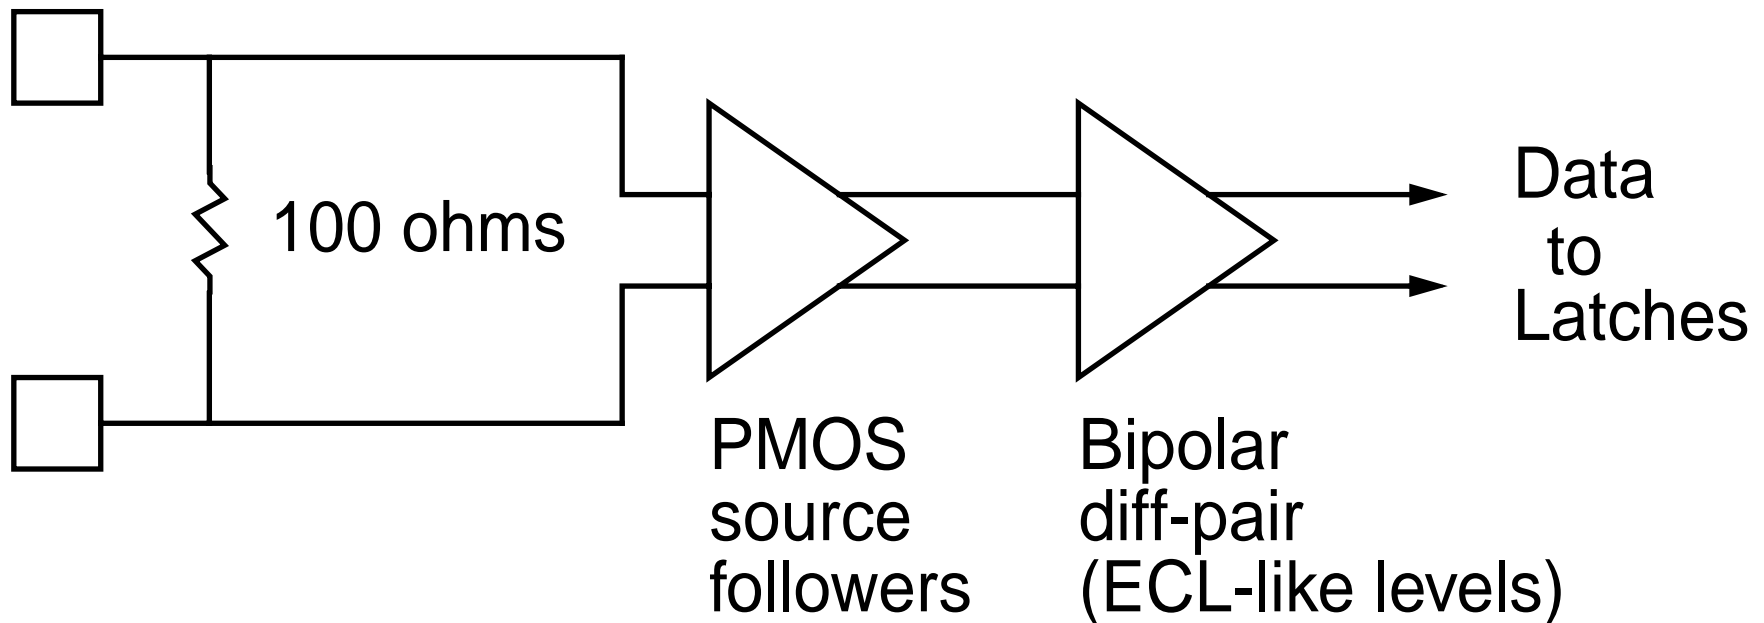 100 ohms
PMOS
source
followers
Bipolar
diff-pair
(ECL-like levels)
Data
to
Latches